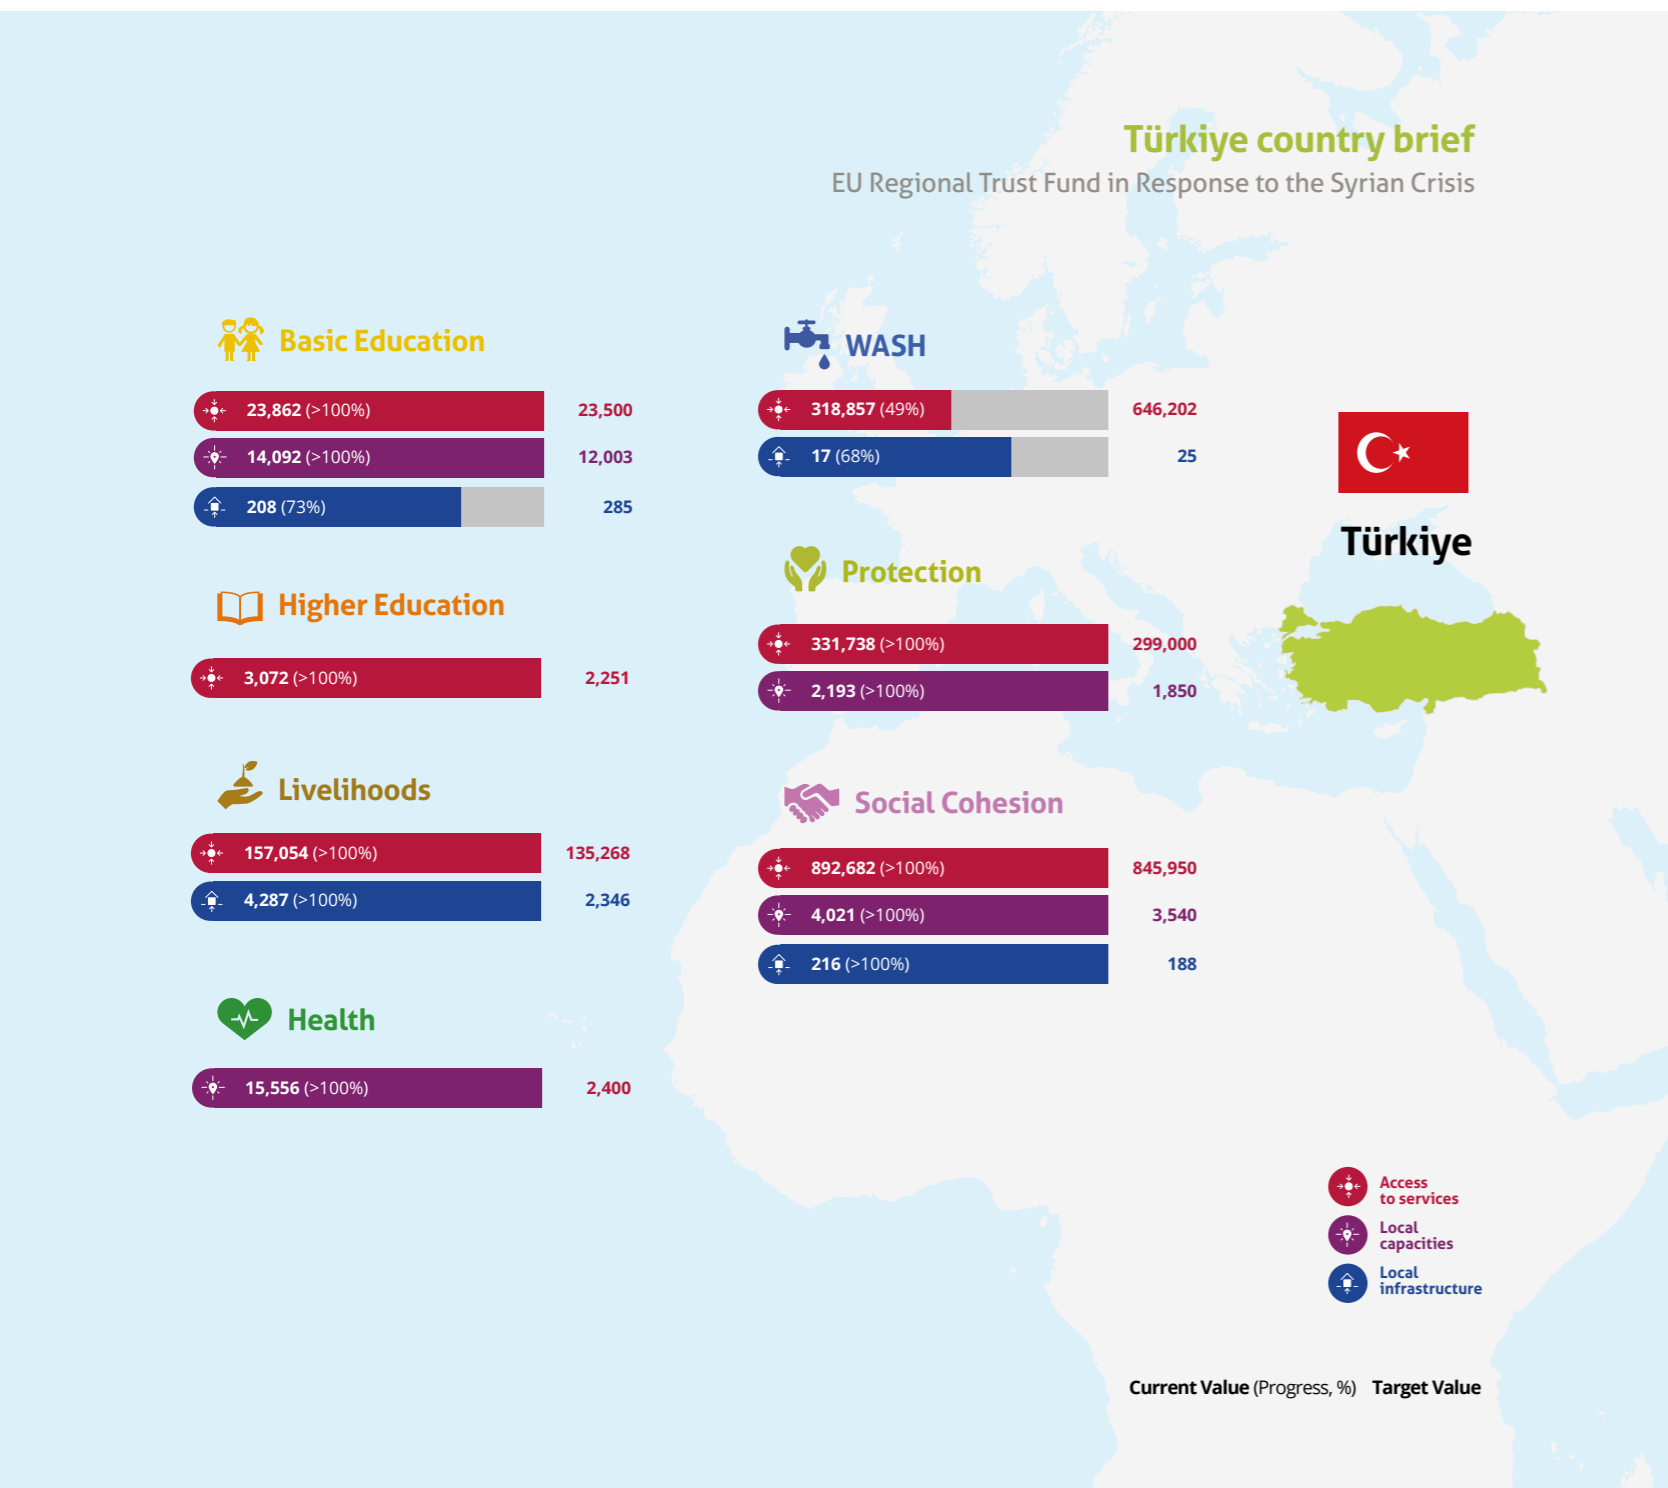 Türkiye country brief
EU Regional Trust Fund in Response to the Syrian Crisis
Basic Education
23,862 (>100%) 23,500
14,092 (>100%) 12,003
208 (73%) 285
Higher Education
3,072 (>100%) 2,251
Livelihoods
157,054 (>100%) 135,268
4,287 (>100%) 2,346
Health
15,556 (>100%) 2,400
WASH
318,857 (49%) 646,202
17 (68%) 25
Protection
331,738 (>100%) 299,000
2,193 (>100%) 1,850
Social Cohesion
892,682 (>100%) 845,950
4,021 (>100%) 3,540
216 (>100%) 188
Türkiye
Access
to services
Local
capacities
Local
infrastructure
Current Value (Progress, %) Target Value